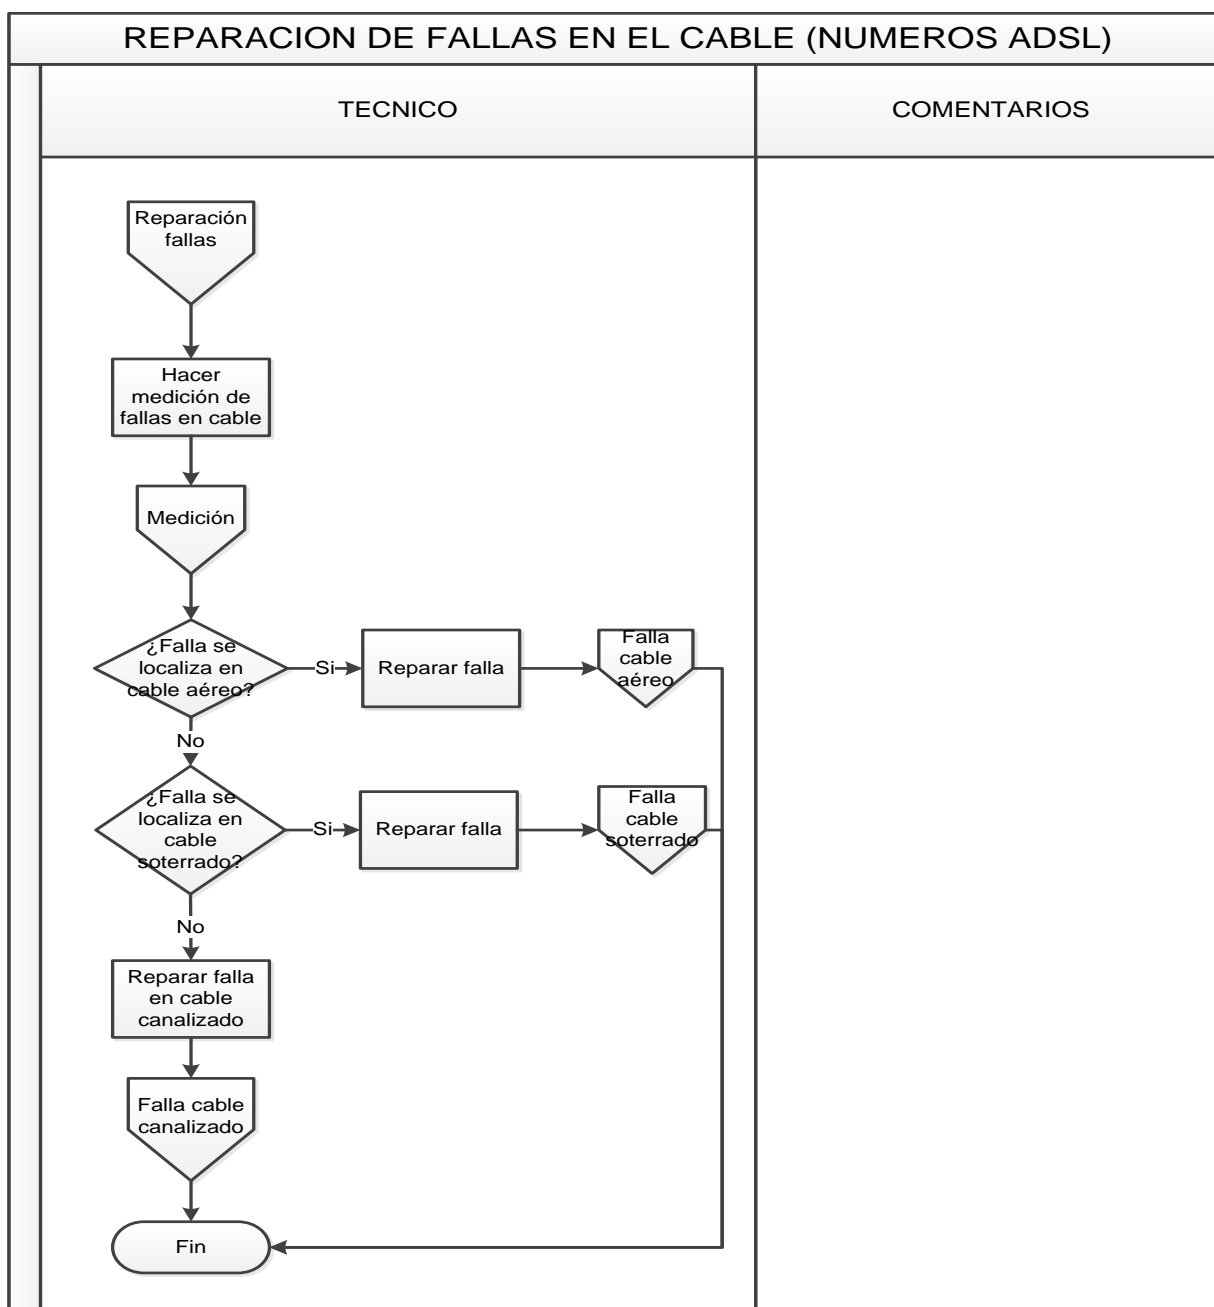 REPARACION DE FALLAS EN EL CABLE (NUMEROS ADSL)
TECNICO
COMENTARIOS
Reparación
fallas
Hacer
medición de
fallas en cable
Medición
¿Falla se
localiza en
cable aéreo?
Si
Reparar falla
Falla
cable
aéreo
No
¿Falla se
localiza en
cable
soterrado?
Si
Reparar falla
Falla
cable
soterrado
No
Reparar falla
en cable
canalizado
Falla cable
canalizado
Fin